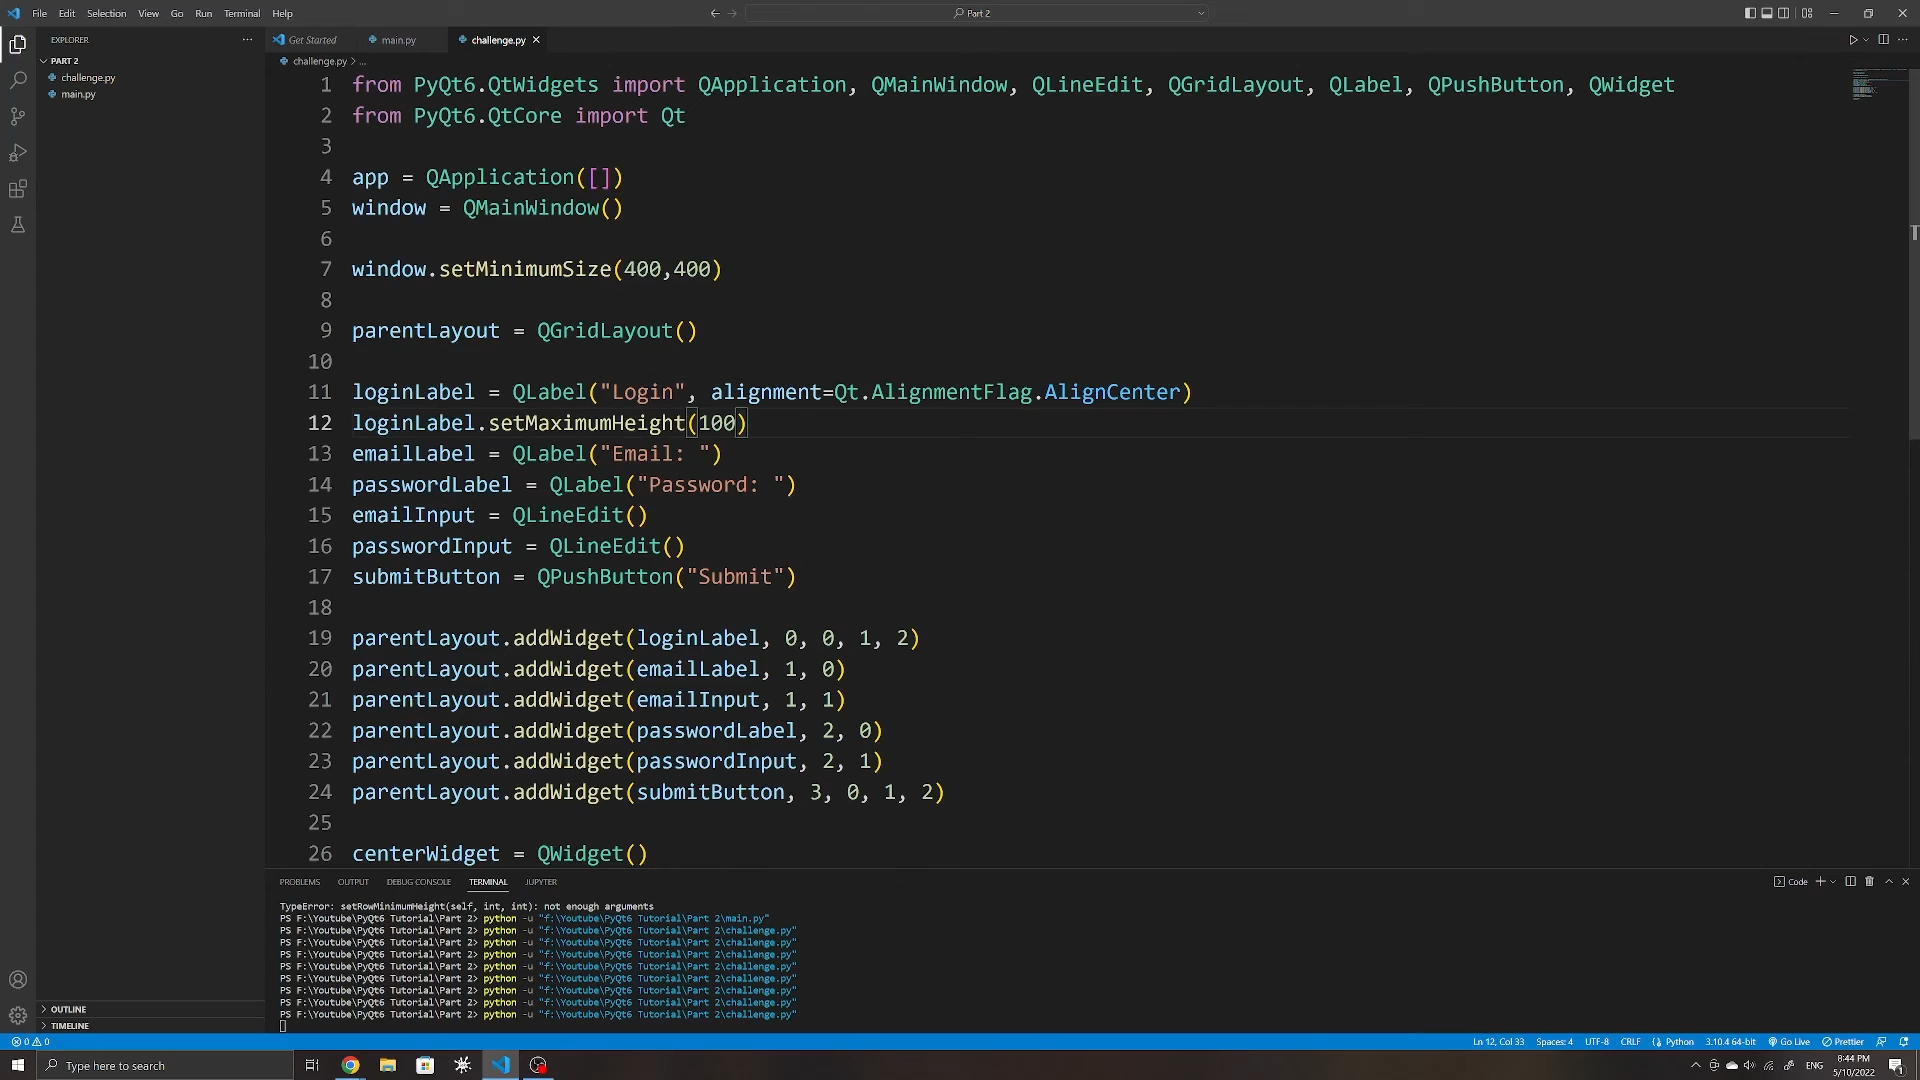 File Edit Selection View Go Run Terminal Help
Part 2
EXPLORER
Get Started main.py challenge.py
PART 2
challenge.py
main.py
challenge.py > ...
1 from PyQt6.QtWidgets import QApplication, QMainWindow, QLineEdit, QGridLayout, QLabel, QPushButton, QWidget
2 from PyQt6.QtCore import Qt
3
4 app = QApplication([])
5 window = QMainWindow()
6
7 window.setMinimumSize(400,400)
8
9 parentLayout = QGridLayout()
10
11 loginLabel = QLabel("Login", alignment=Qt.AlignmentFlag.AlignCenter)
12 loginLabel.setMaximumHeight(100)
13 emailLabel = QLabel("Email: ")
14 passwordLabel = QLabel("Password: ")
15 emailInput = QLineEdit()
16 passwordInput = QLineEdit()
17 submitButton = QPushButton("Submit")
18
19 parentLayout.addWidget(loginLabel, 0, 0, 1, 2)
20 parentLayout.addWidget(emailLabel, 1, 0)
21 parentLayout.addWidget(emailInput, 1, 1)
22 parentLayout.addWidget(passwordLabel, 2, 0)
23 parentLayout.addWidget(passwordInput, 2, 1)
24 parentLayout.addWidget(submitButton, 3, 0, 1, 2)
25
26 centerWidget = QWidget()
PROBLEMS OUTPUT DEBUG CONSOLE TERMINAL JUPYTER
Code
TypeError: setRowMinimumHeight(self, int, int): not enough arguments
PS F:\Youtube\PyQt6 Tutorial\Part 2> python -u "f:\Youtube\PyQt6 Tutorial\Part 2\main.py"
PS F:\Youtube\PyQt6 Tutorial\Part 2> python -u "f:\Youtube\PyQt6 Tutorial\Part 2\challenge.py"
PS F:\Youtube\PyQt6 Tutorial\Part 2> python -u "f:\Youtube\PyQt6 Tutorial\Part 2\challenge.py"
PS F:\Youtube\PyQt6 Tutorial\Part 2> python -u "f:\Youtube\PyQt6 Tutorial\Part 2\challenge.py"
PS F:\Youtube\PyQt6 Tutorial\Part 2> python -u "f:\Youtube\PyQt6 Tutorial\Part 2\challenge.py"
PS F:\Youtube\PyQt6 Tutorial\Part 2> python -u "f:\Youtube\PyQt6 Tutorial\Part 2\challenge.py"
PS F:\Youtube\PyQt6 Tutorial\Part 2> python -u "f:\Youtube\PyQt6 Tutorial\Part 2\challenge.py"
PS F:\Youtube\PyQt6 Tutorial\Part 2> python -u "f:\Youtube\PyQt6 Tutorial\Part 2\challenge.py"
PS F:\Youtube\PyQt6 Tutorial\Part 2> python -u "f:\Youtube\PyQt6 Tutorial\Part 2\challenge.py"
OUTLINE
TIMELINE
0 0
Ln 12, Col 33 Spaces: 4 UTF-8 CRLF Python 3.10.4 64-bit Go Live Prettier
Type here to search
ENG
8:44 PM
5/10/2022
1